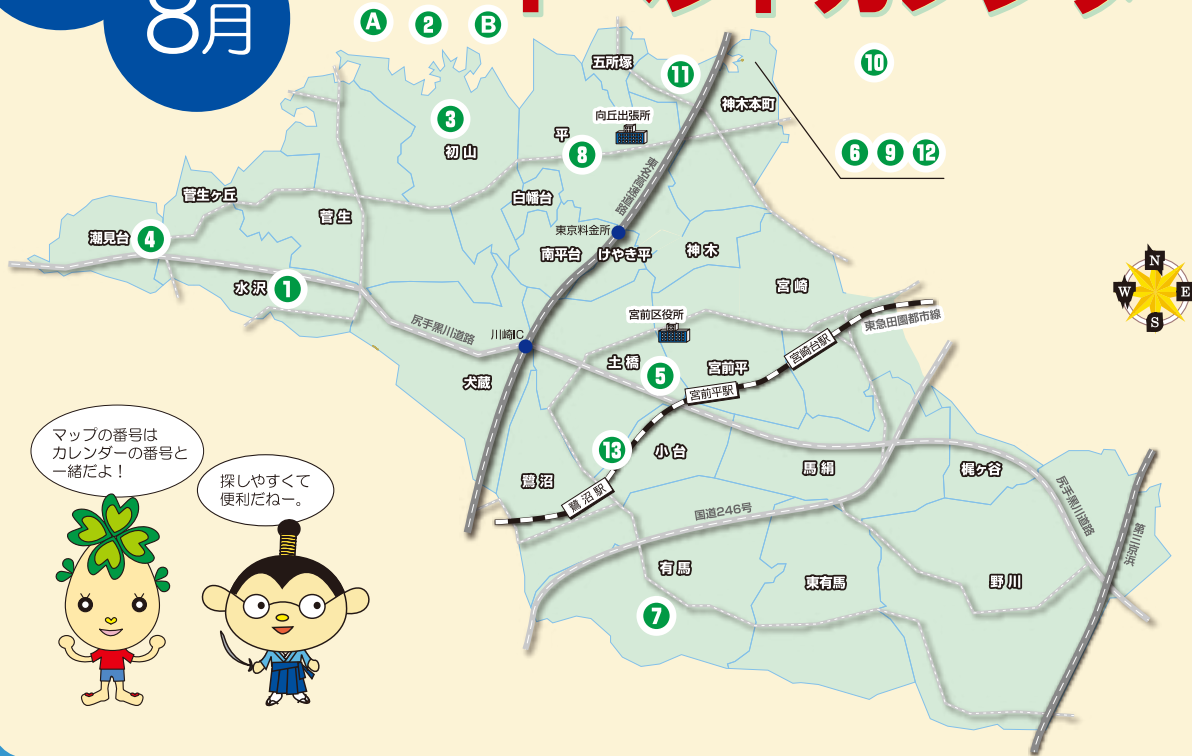 8月
A
2
B
10
五所塚
11
神木本町
3
初山
向丘出張所
平
8
6 9 12
東名高速道路
菅生ヶ丘
白幡台
菅生
潮見台
4
東京料金所
南平台
けやき平
神木
N
W
E
S
水沢
1
宮崎
尻手黒川道路
川崎IC
宮前区役所
東急田園都市線
宮崎台駅
土橋
5
宮前平
犬蔵
宮前平駅
13
小台
馬絹
梶ヶ谷
鷺沼
鷺沼駅
国道246号
尻手黒川道路
第三京浜
有馬
東有馬
野川
7
マップの番号は
カレンダーの番号と
一緒だよ！
探しやすくて
便利だねー。